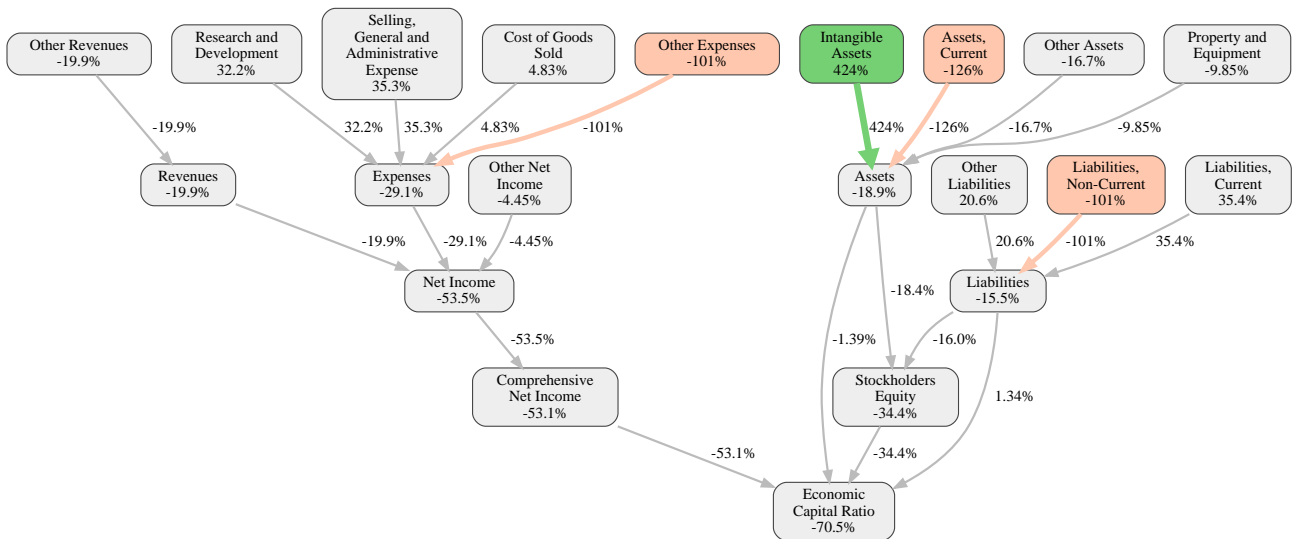 Other Revenues
-19.9%
Research and
Development
32.2%
Selling,
General and
Administrative
Expense
35.3%
Cost of Goods
Sold
4.83%
Other Expenses
-101%
Intangible
Assets
424%
Assets,
Current
-126%
Other Assets
-16.7%
Property and
Equipment
-9.85%
-19.9%
32.2%
35.3%
4.83%
-101%
424%
-126%
-16.7%
-9.85%
Revenues
-19.9%
Expenses
-29.1%
Other Net
Income
-4.45%
Assets
-18.9%
Other
Liabilities
20.6%
Liabilities,
Non-Current
-101%
Liabilities,
Current
35.4%
-19.9%
-29.1%
-4.45%
20.6%
-101%
35.4%
Net Income
-53.5%
-18.4%
Liabilities
-15.5%
-53.5%
-1.39%
-16.0%
Comprehensive
Net Income
-53.1%
Stockholders
Equity
-34.4%
1.34%
-53.1%
-34.4%
Economic
Capital Ratio
-70.5%